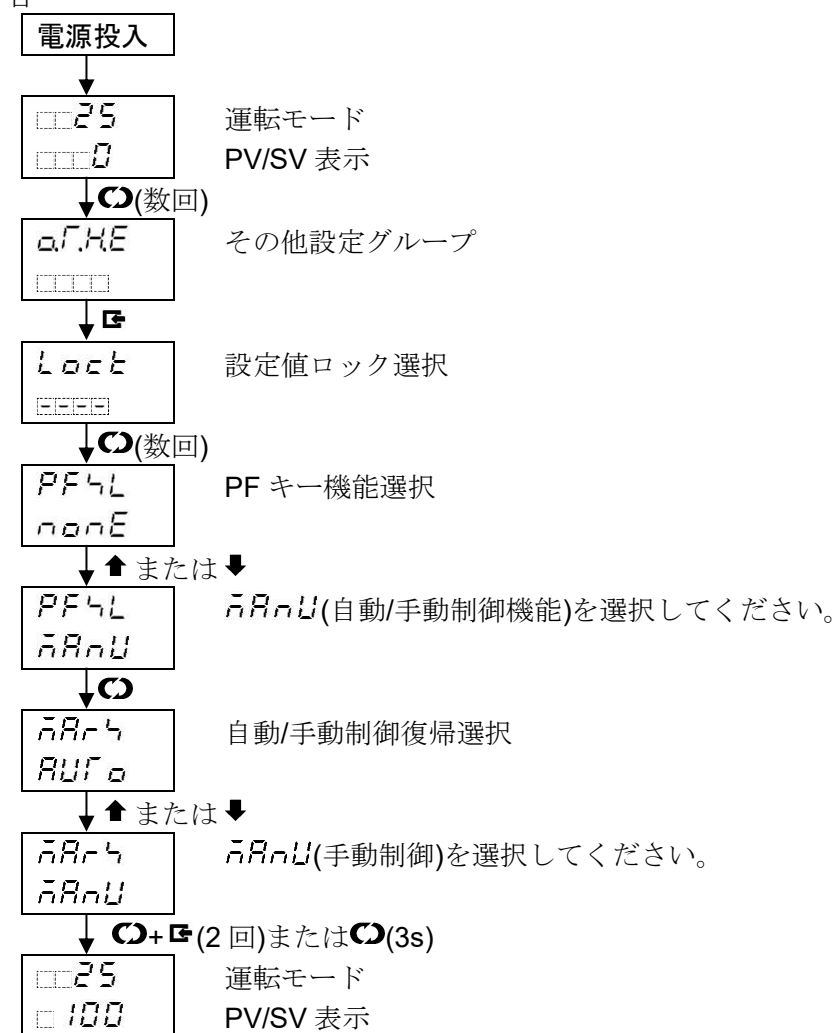 電源投入
25 運転モード
0 PV/SV 表示
(数回)
o.T.H.E その他設定グループ
Lock 設定値ロック選択
----
(数回)
PFSL PF キー機能選択
nonE
⬆ または ⬇
PFSL MAnU(自動/手動制御機能)を選択してください。
MAnU
MArS 自動/手動制御復帰選択
AUTo
⬆ または ⬇
MArS MAnU(手動制御)を選択してください。
MAnU
+ (2 回)または (3s)
25 運転モード
100 PV/SV 表示